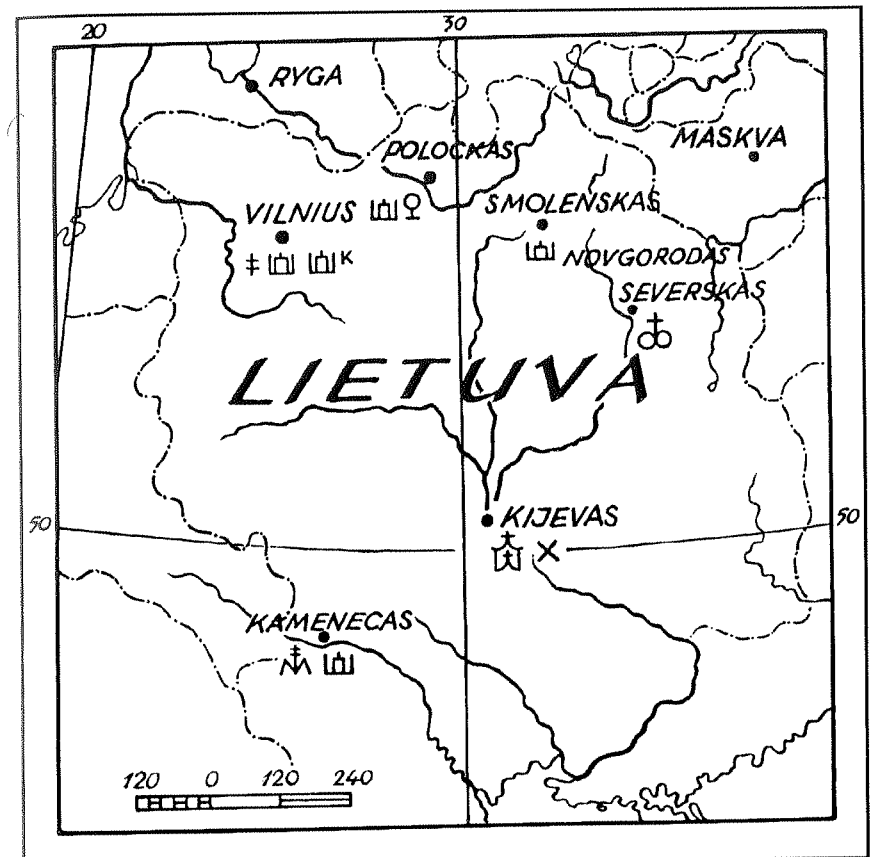 20 30
RYGA
MASKVA
POLOCKAS
VILNIUS
SMOLENSKAS
K
NOVGORODAS
SEVERSKAS
LIETUVA
50 KIJEVAS 50
KAMENECAS
120 0 120 240